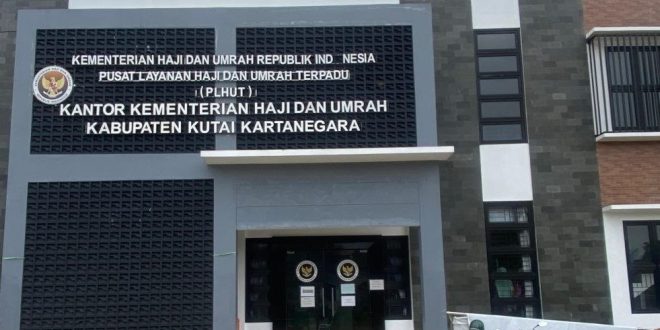 KEMENTERIAN HAJI DAN UMRAH REPUBLIK IND NESIA
PUSAT LAYANAN HAJI DAN UMRAH TERPADU
( PLHUT )
KANTOR KEMENTERIAN HAJI DAN UMRAH
KABUPATEN KUTAI KARTANEGARA